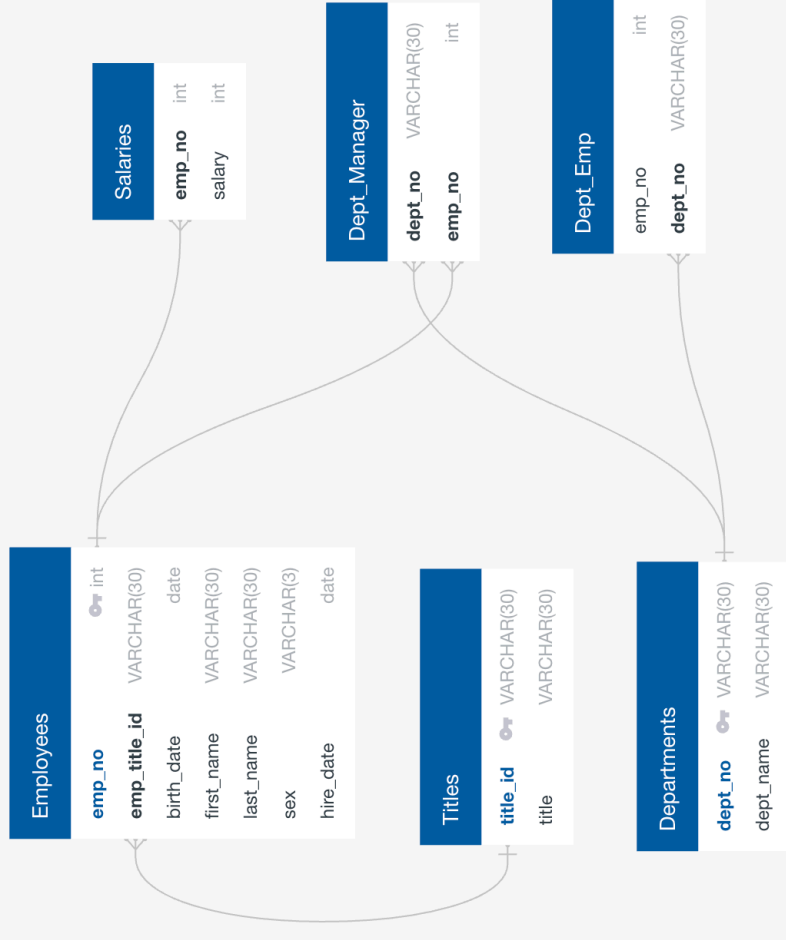 Employees
emp_no int
emp_title_id VARCHAR(30)
birth_date date
first_name VARCHAR(30)
last_name VARCHAR(30)
sex VARCHAR(3)
hire_date date
Titles
title_id VARCHAR(30)
title VARCHAR(30)
Departments
dept_no VARCHAR(30)
dept_name VARCHAR(30)
Salaries
emp_no int
salary int
Dept_Manager
dept_no VARCHAR(30)
emp_no int
Dept_Emp
emp_no int
dept_no VARCHAR(30)